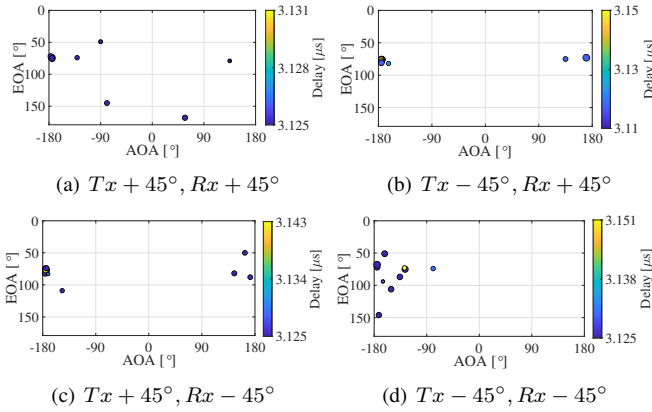 0
50
100
150
EOA [ °]
-180 -90 0 90 180
AOA [ °]
3.131
3.128
3.125
Delay [μs]
(a) Tx + 45°, Rx + 45°
0
50
100
150
EOA [ °]
-180 -90 0 90 180
AOA [ °]
3.15
3.13
3.11
Delay [μs]
(b) Tx − 45°, Rx + 45°
0
50
100
150
EOA [ °]
-180 -90 0 90 180
AOA [ °]
3.143
3.134
3.125
Delay [μs]
(c) Tx + 45°, Rx − 45°
0
50
100
150
EOA [ °]
-180 -90 0 90 180
AOA [ °]
3.151
3.138
3.125
Delay [μs]
(d) Tx − 45°, Rx − 45°